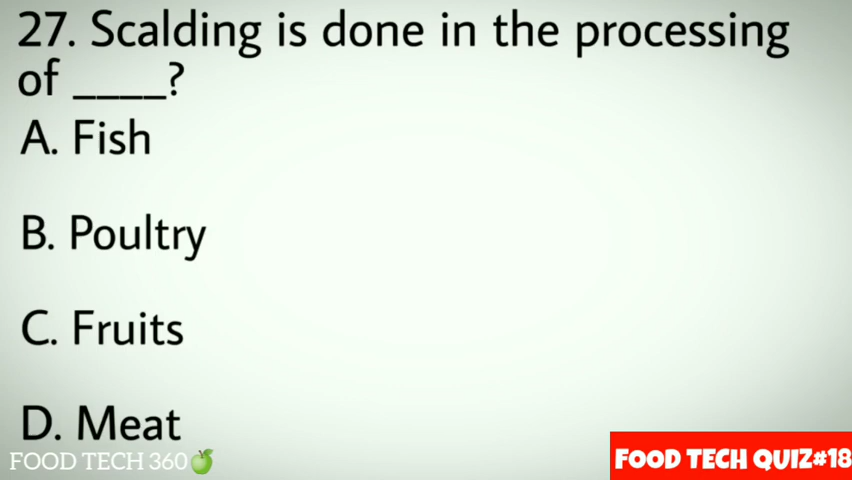 27. Scalding is done in the processing
of ____?
A. Fish
B. Poultry
C. Fruits
D. Meat
FOOD TECH 360
FOOD TECH QUIZ#18